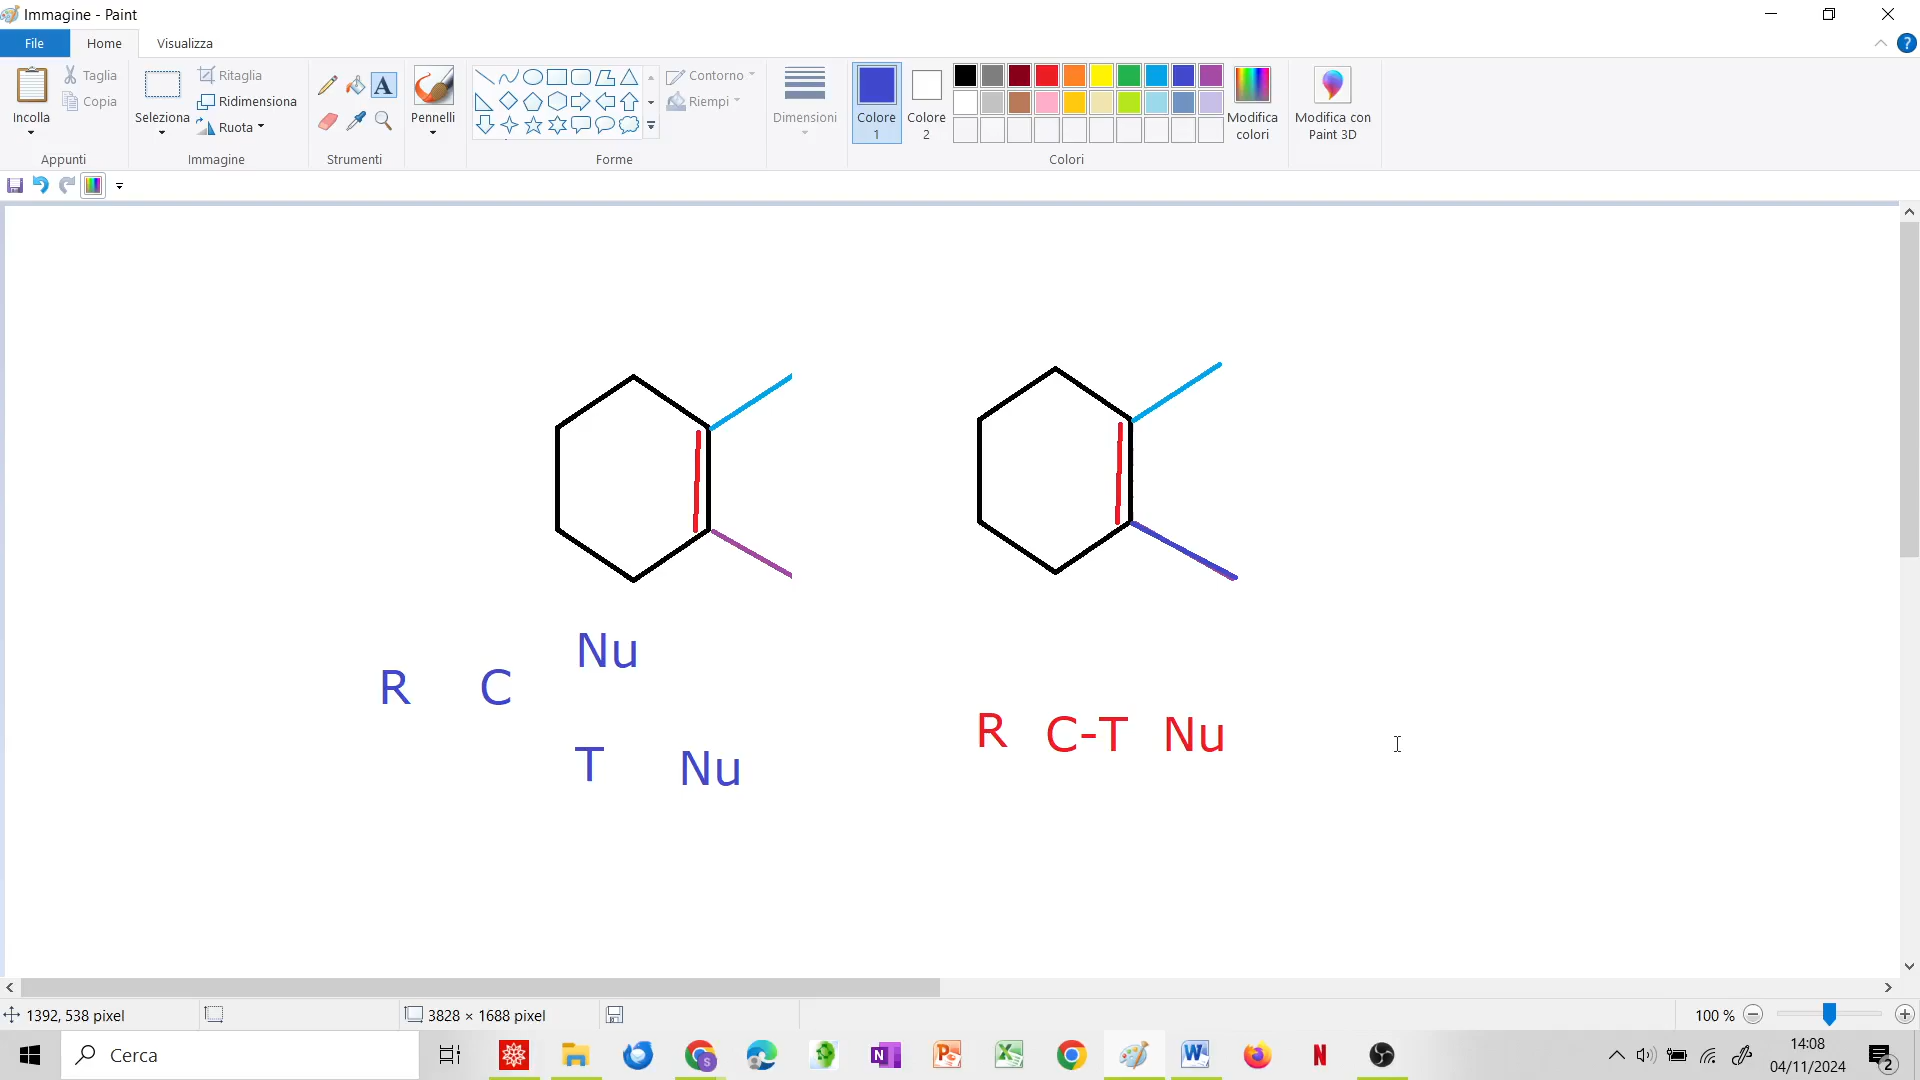 Immagine - Paint
File Home Visualizza
Incolla
Taglia
Copia
Appunti
Seleziona
Ritaglia
Ridimensiona
Ruota
Immagine
A
Strumenti
Pennelli
Contorno
Riempi
Forme
Dimensioni
Colore 1
Colore 2
Modifica colori
Colori
Modifica con Paint 3D
Nu
R C
T Nu
R C-T Nu
1392, 538 pixel
3828 × 1688 pixel
100 %
Cerca
14:08
04/11/2024
2